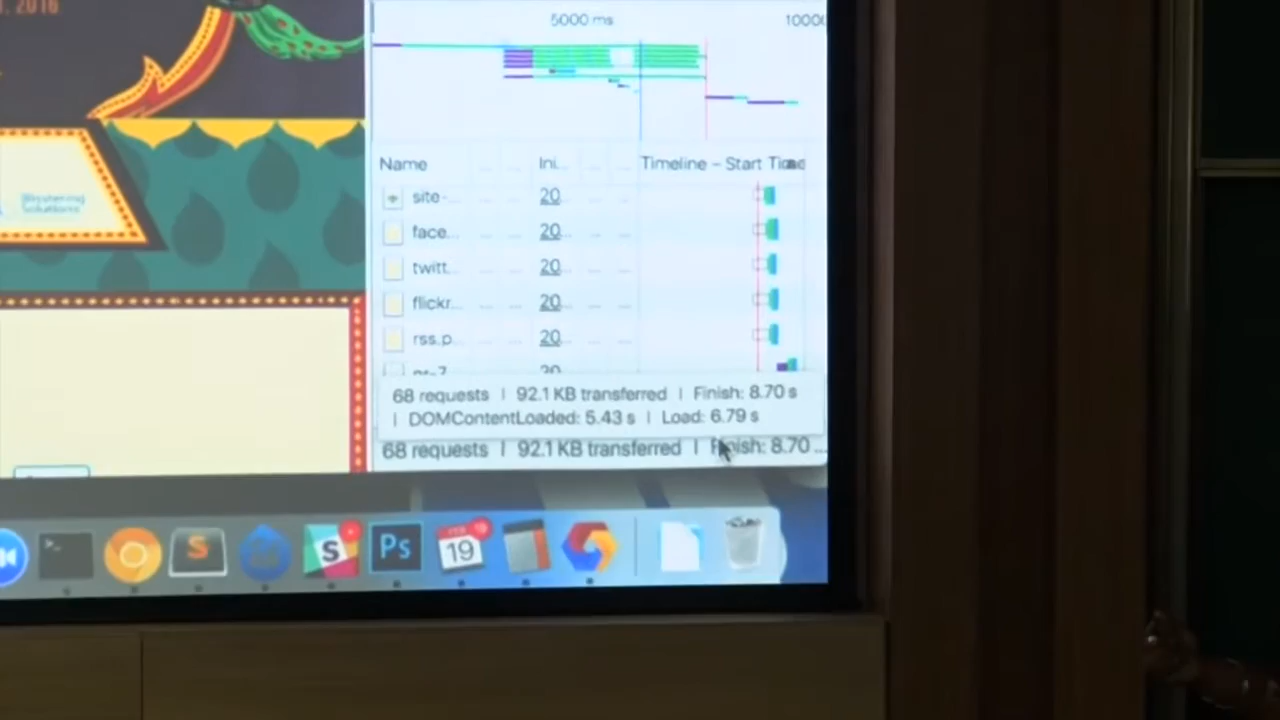 2016
5000 ms
Name
Ini...
Timeline – Start Time
site-...
20...
face...
20...
twitt...
20...
flickr...
20...
rss.p...
20...
20...
68 requests | 92.1 KB transferred | Finish: 8.70 s
| DOMContentLoaded: 5.43 s | Load: 6.79 s
68 requests | 92.1 KB transferred | Finish: 8.70 ...
S
S
Ps
19